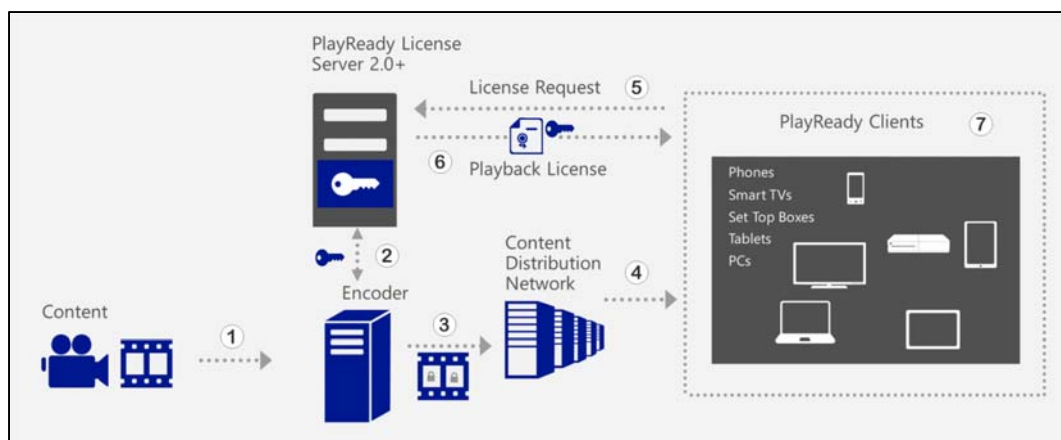 PlayReady License
Server 2.0+
License Request 5
6
Playback License
PlayReady Clients 7
Phones
Smart TVs
Set Top Boxes
Tablets
PCs
2
Encoder
Content
Distribution
Network
4
Content
1
3